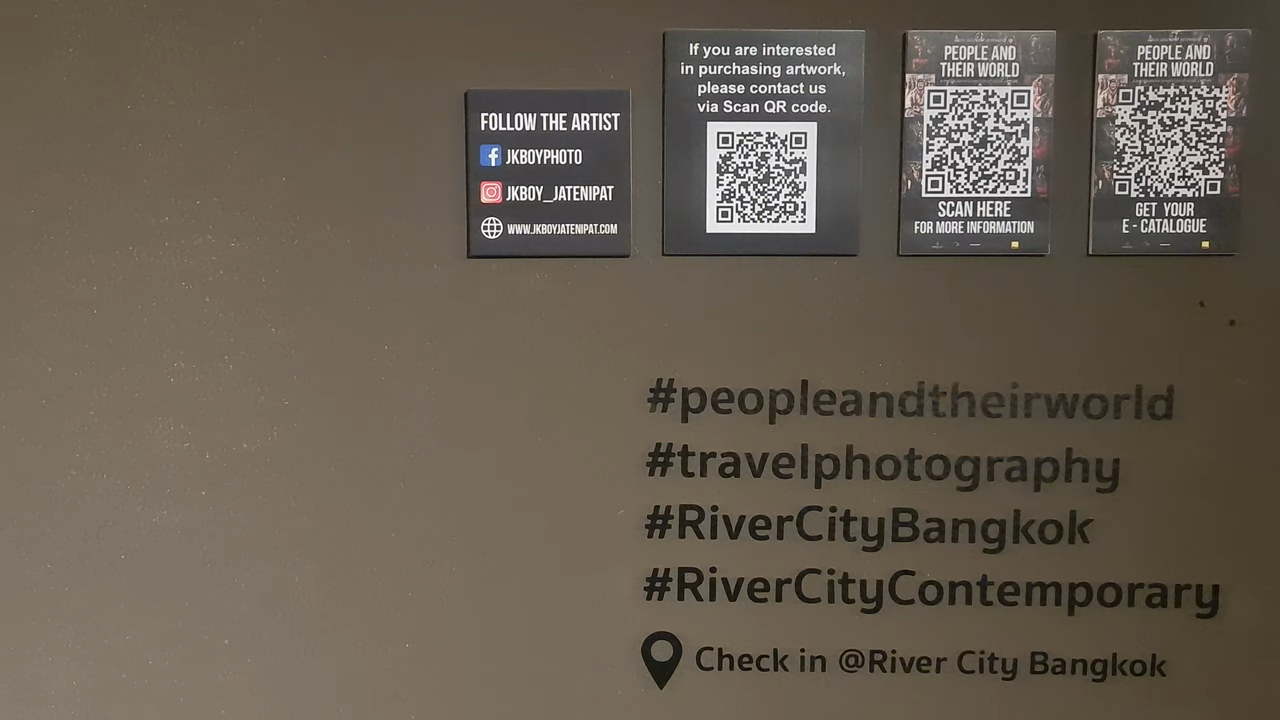 FOLLOW THE ARTIST
JKBOYPHOTO
JKBOY_JATENIPAT
WWW.JKBOYJATENIPAT.COM
If you are interested
in purchasing artwork,
please contact us
via Scan QR code.
PEOPLE AND
THEIR WORLD
SCAN HERE
FOR MORE INFORMATION
PEOPLE AND
THEIR WORLD
GET YOUR
E - CATALOGUE
#peopleandtheirworld
#travelphotography
#RiverCityBangkok
#RiverCityContemporary
Check in @River City Bangkok